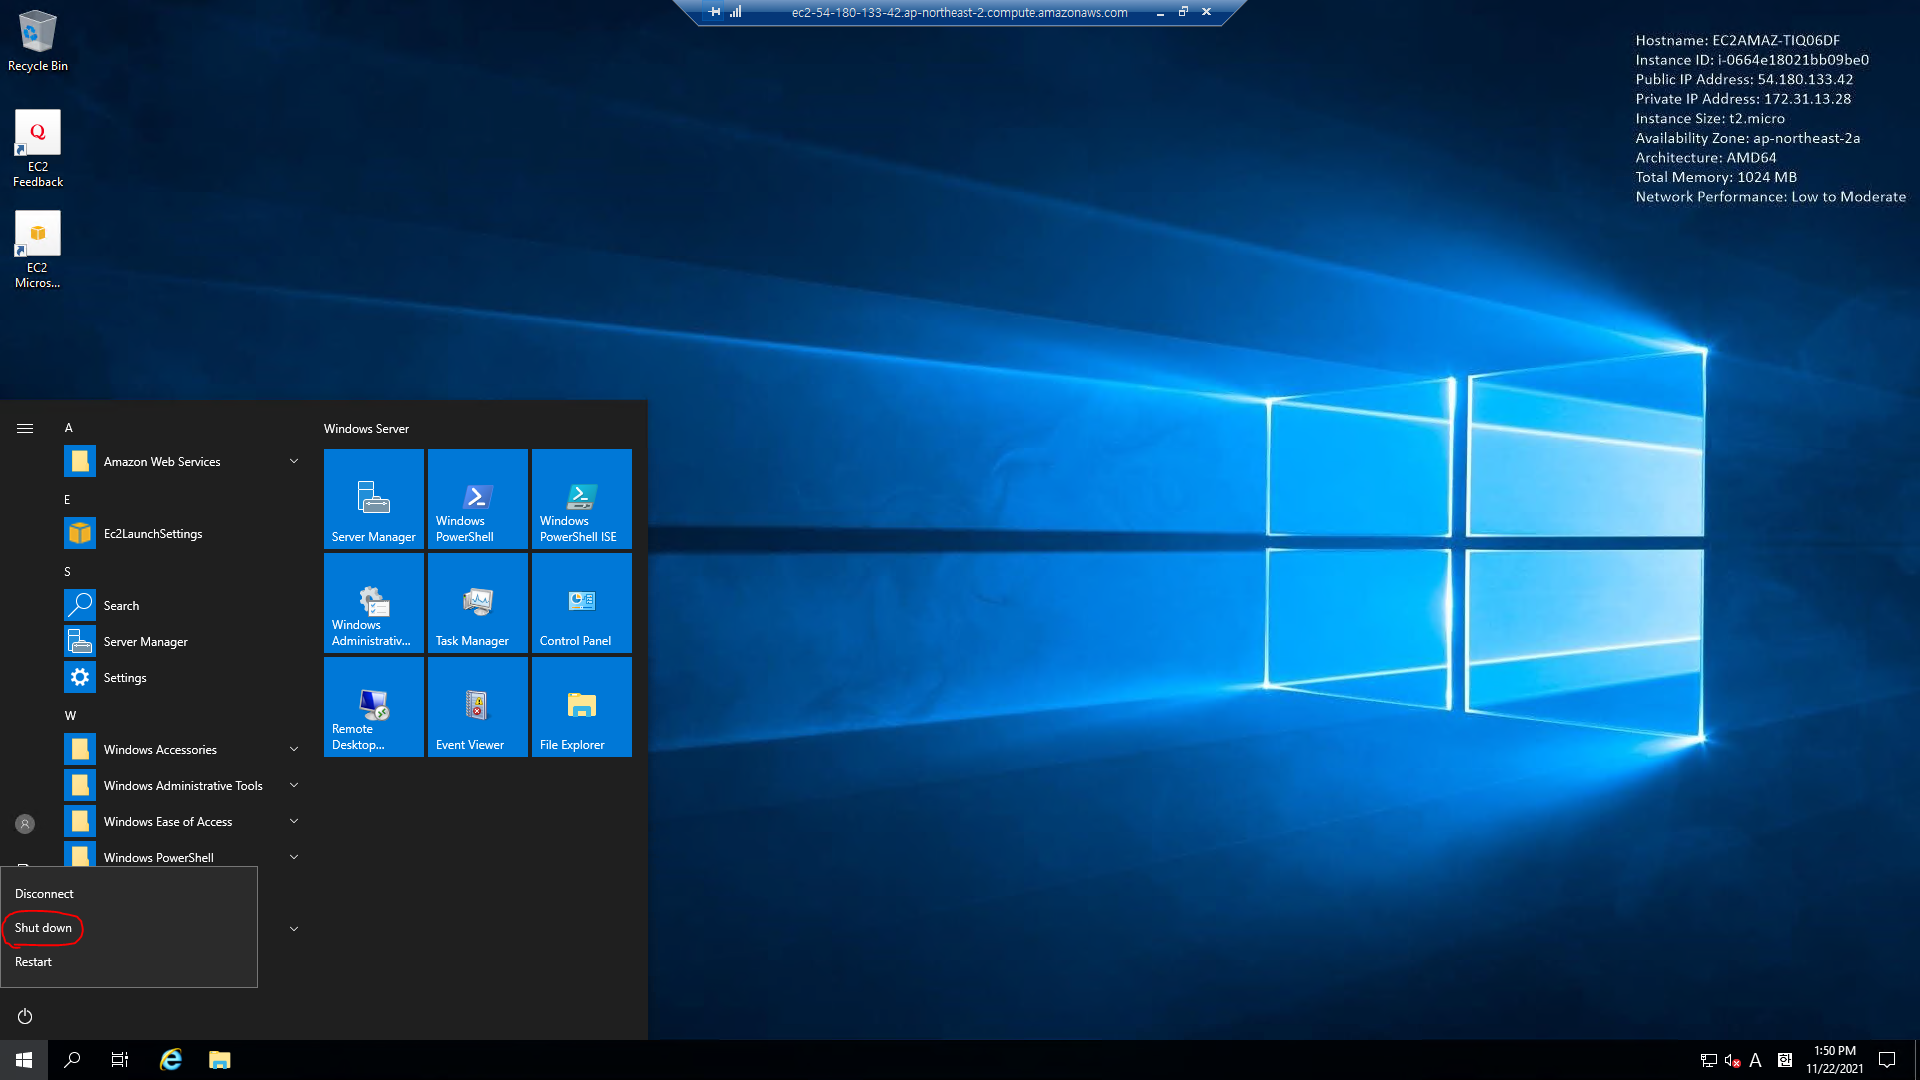 ec2-54-180-133-42.ap-northeast-2.compute.amazonaws.com
Recycle Bin
Q
EC2
Feedback
EC2
Micros...
Hostname: EC2AMAZ-TIQ06DF
Instance ID: i-0664e18021bb09be0
Public IP Address: 54.180.133.42
Private IP Address: 172.31.13.28
Instance Size: t2.micro
Availability Zone: ap-northeast-2a
Architecture: AMD64
Total Memory: 1024 MB
Network Performance: Low to Moderate
A
Amazon Web Services
E
Ec2LaunchSettings
S
Search
Server Manager
Settings
W
Windows Accessories
Windows Administrative Tools
Windows Ease of Access
Windows PowerShell
Windows Server
Server Manager
Windows
PowerShell
Windows
PowerShell ISE
Windows
Administrativ...
Task Manager
Control Panel
Remote
Desktop...
Event Viewer
File Explorer
Disconnect
Shut down
Restart
A
한
1:50 PM
11/22/2021